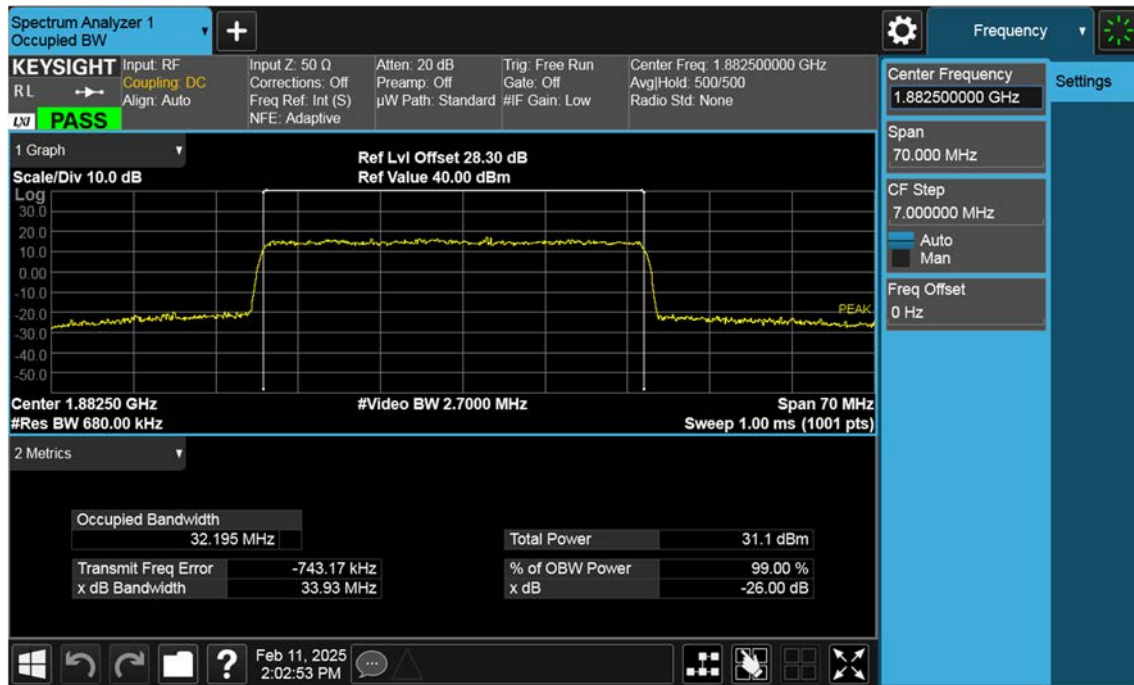 Spectrum Analyzer 1
Occupied BW
+
Frequency
KEYSIGHT
RL
LXI
PASS
Input: RF
Coupling: DC
Align: Auto
Input Z: 50 Ω
Corrections: Off
Freq Ref: Int (S)
NFE: Adaptive
Atten: 20 dB
Preamp: Off
µW Path: Standard
Trig: Free Run
Gate: Off
#IF Gain: Low
Center Freq: 1.882500000 GHz
Avg|Hold: 500/500
Radio Std: None
Center Frequency
1.882500000 GHz
Settings
Span
70.000 MHz
CF Step
7.000000 MHz
Auto
Man
Freq Offset
0 Hz
1 Graph
Scale/Div 10.0 dB
Ref Lvl Offset 28.30 dB
Ref Value 40.00 dBm
Log
30.0
20.0
10.0
0.00
-10.0
-20.0
-30.0
-40.0
-50.0
PEAK
Center 1.88250 GHz
#Res BW 680.00 kHz
#Video BW 2.7000 MHz
Span 70 MHz
Sweep 1.00 ms (1001 pts)
2 Metrics
Occupied Bandwidth
32.195 MHz
Transmit Freq Error -743.17 kHz
x dB Bandwidth 33.93 MHz
Total Power 31.1 dBm
% of OBW Power 99.00 %
x dB -26.00 dB
?
Feb 11, 2025
2:02:53 PM